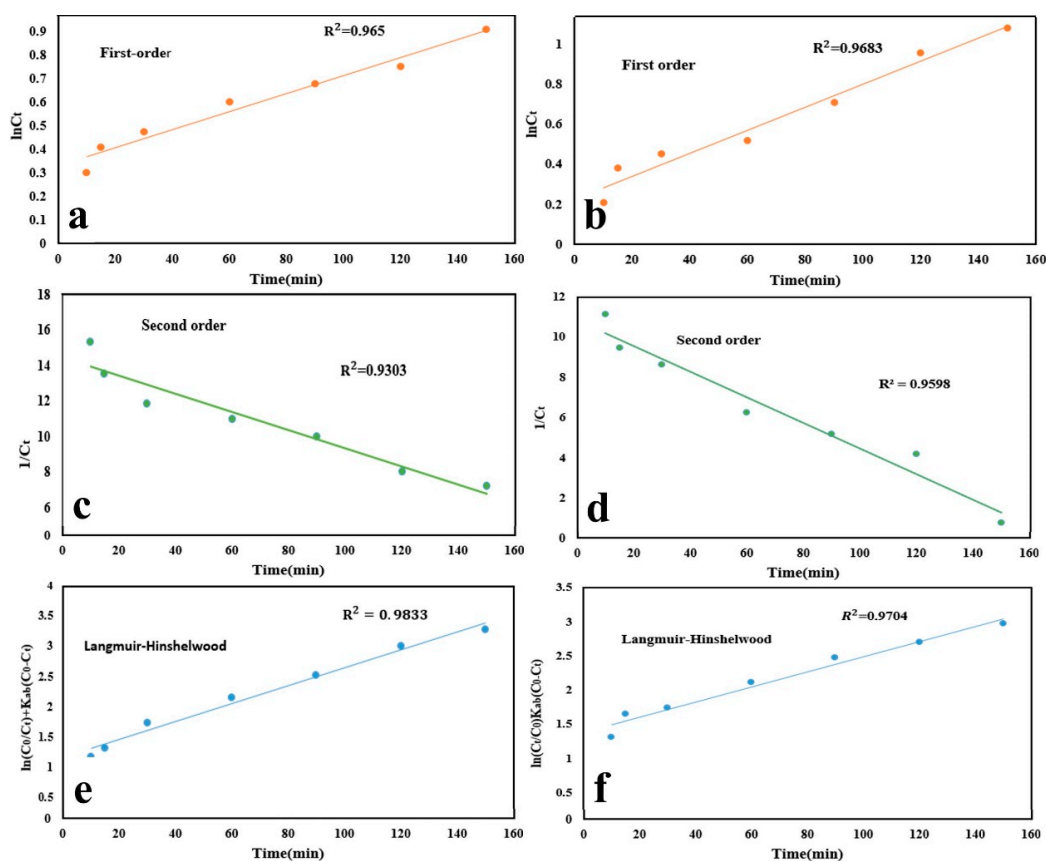 R²=0.965
First-order
lnCt
0.9
0.8
0.7
0.6
0.5
0.4
0.3
0.2
0.1
0
a
0 20 40 60 80 100 120 140 160
Time(min)
R²=0.9683
First order
lnCt
1
0.8
0.6
0.4
0.2
0
b
0 20 40 60 80 100 120 140 160
Time(min)
Second order
R²=0.9303
1/Ct
18
16
14
12
10
8
6
0
c
0 20 40 60 80 100 120 140 160
Time(min)
Second order
R² = 0.9598
1/Ct
12
10
8
6
4
2
0
d
0 20 40 60 80 100 120 140 160
Time(min)
R² = 0.9833
Langmuir-Hinshelwood
ln(C0/Ct)+Kab(C0-Ct)
4
3.5
3
2.5
2
1.5
1
0.5
0
e
0 20 40 60 80 100 120 140 160
Time(min)
R²=0.9704
Langmuir-Hinshelwood
ln(Ct/C0)Kab(C0-Ct)
3.5
3
2.5
2
1.5
1
0.5
0
f
0 20 40 60 80 100 120 140 160
Time(min)